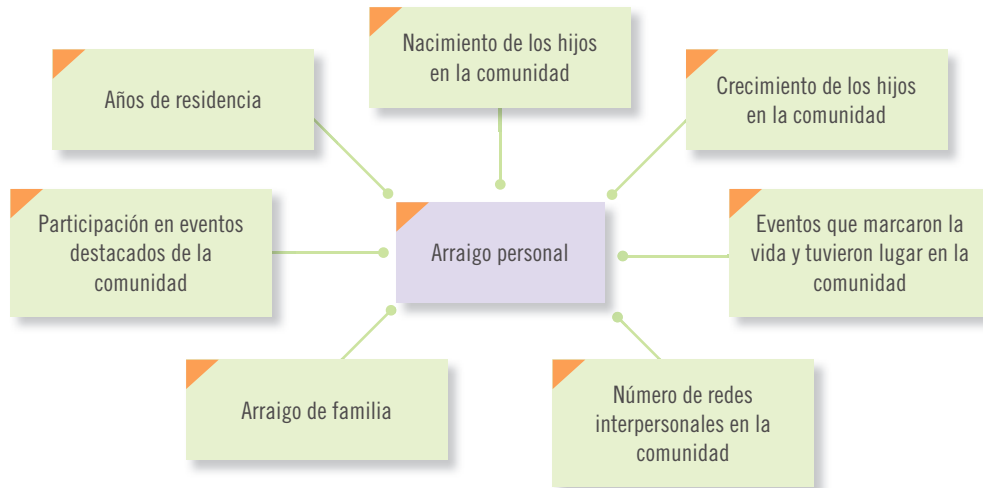 Nacimiento de los hijos
en la comunidad
Años de residencia
Crecimiento de los hijos
en la comunidad
Participación en eventos
destacados de la
comunidad
Arraigo personal
Eventos que marcaron la
vida y tuvieron lugar en la
comunidad
Arraigo de familia
Número de redes
interpersonales en la
comunidad